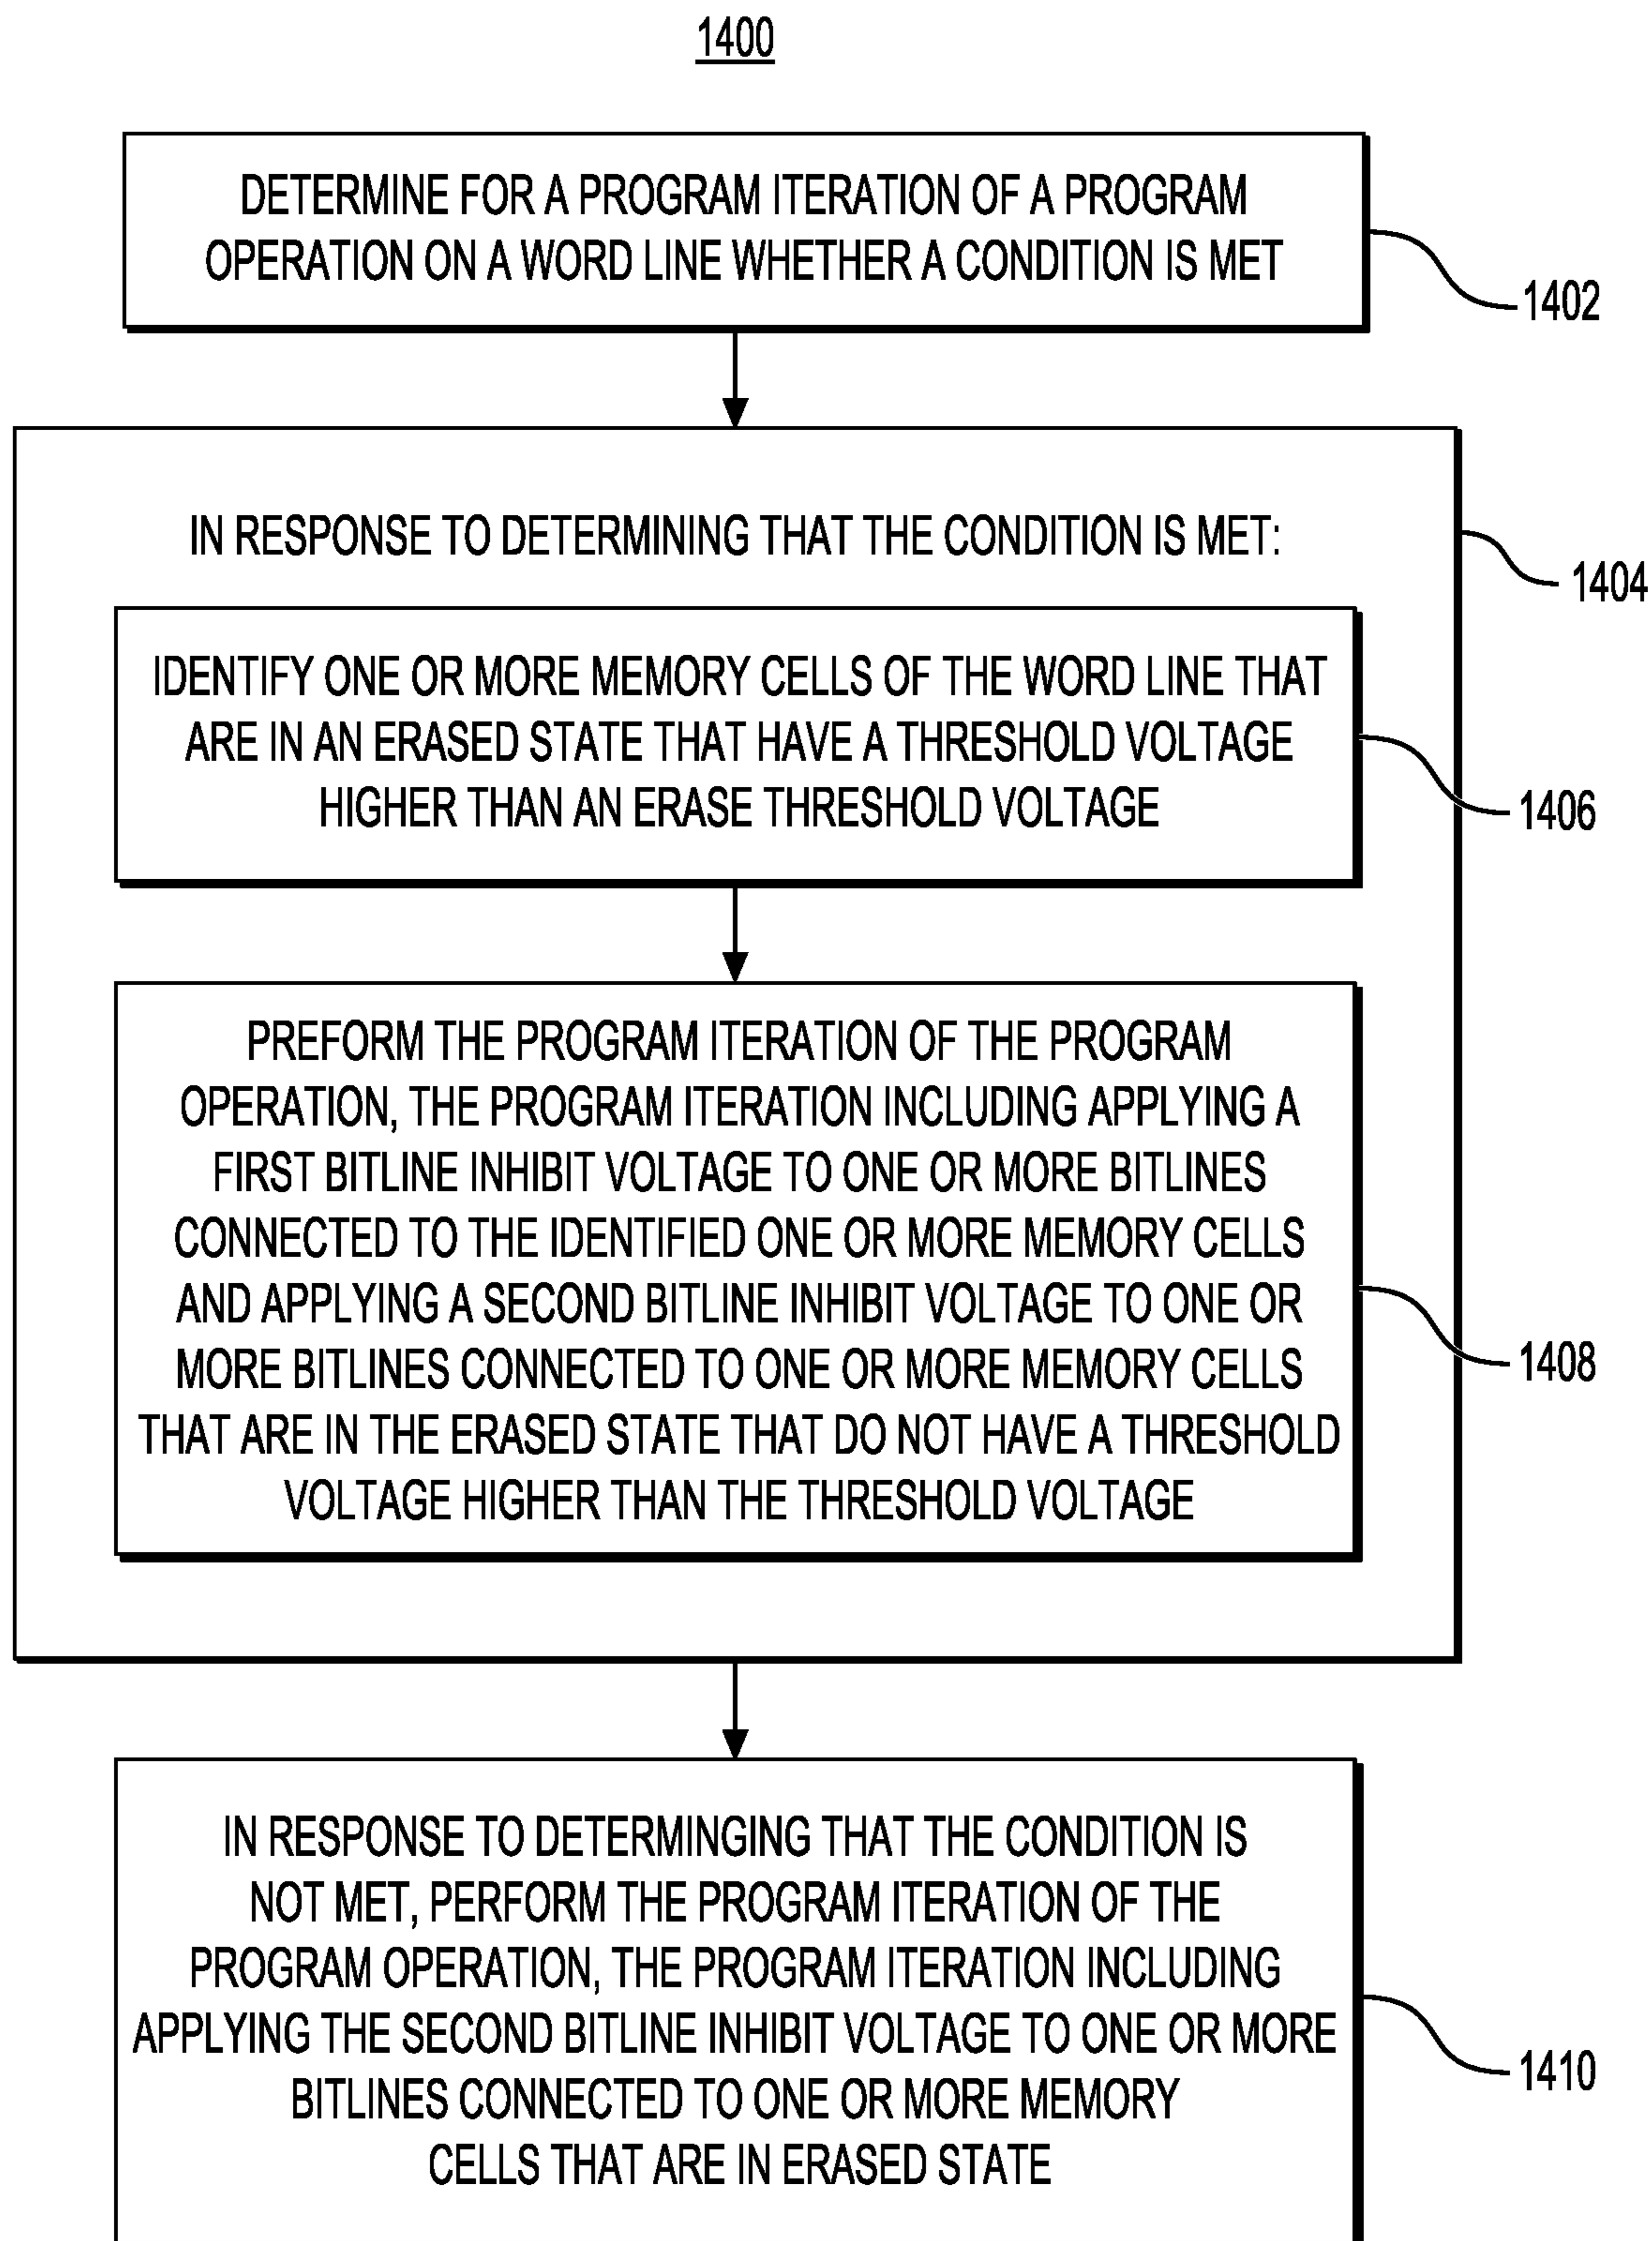 1400
DETERMINE FOR A PROGRAM ITERATION OF A PROGRAM
OPERATION ON A WORD LINE WHETHER A CONDITION IS MET
1402
IN RESPONSE TO DETERMINING THAT THE CONDITION IS MET:
1404
IDENTIFY ONE OR MORE MEMORY CELLS OF THE WORD LINE THAT
ARE IN AN ERASED STATE THAT HAVE A THRESHOLD VOLTAGE
HIGHER THAN AN ERASE THRESHOLD VOLTAGE
1406
PREFORM THE PROGRAM ITERATION OF THE PROGRAM
OPERATION, THE PROGRAM ITERATION INCLUDING APPLYING A
FIRST BITLINE INHIBIT VOLTAGE TO ONE OR MORE BITLINES
CONNECTED TO THE IDENTIFIED ONE OR MORE MEMORY CELLS
AND APPLYING A SECOND BITLINE INHIBIT VOLTAGE TO ONE OR
MORE BITLINES CONNECTED TO ONE OR MORE MEMORY CELLS
THAT ARE IN THE ERASED STATE THAT DO NOT HAVE A THRESHOLD
VOLTAGE HIGHER THAN THE THRESHOLD VOLTAGE
1408
IN RESPONSE TO DETERMINGING THAT THE CONDITION IS
NOT MET, PERFORM THE PROGRAM ITERATION OF THE
PROGRAM OPERATION, THE PROGRAM ITERATION INCLUDING
APPLYING THE SECOND BITLINE INHIBIT VOLTAGE TO ONE OR MORE
BITLINES CONNECTED TO ONE OR MORE MEMORY
CELLS THAT ARE IN ERASED STATE
1410